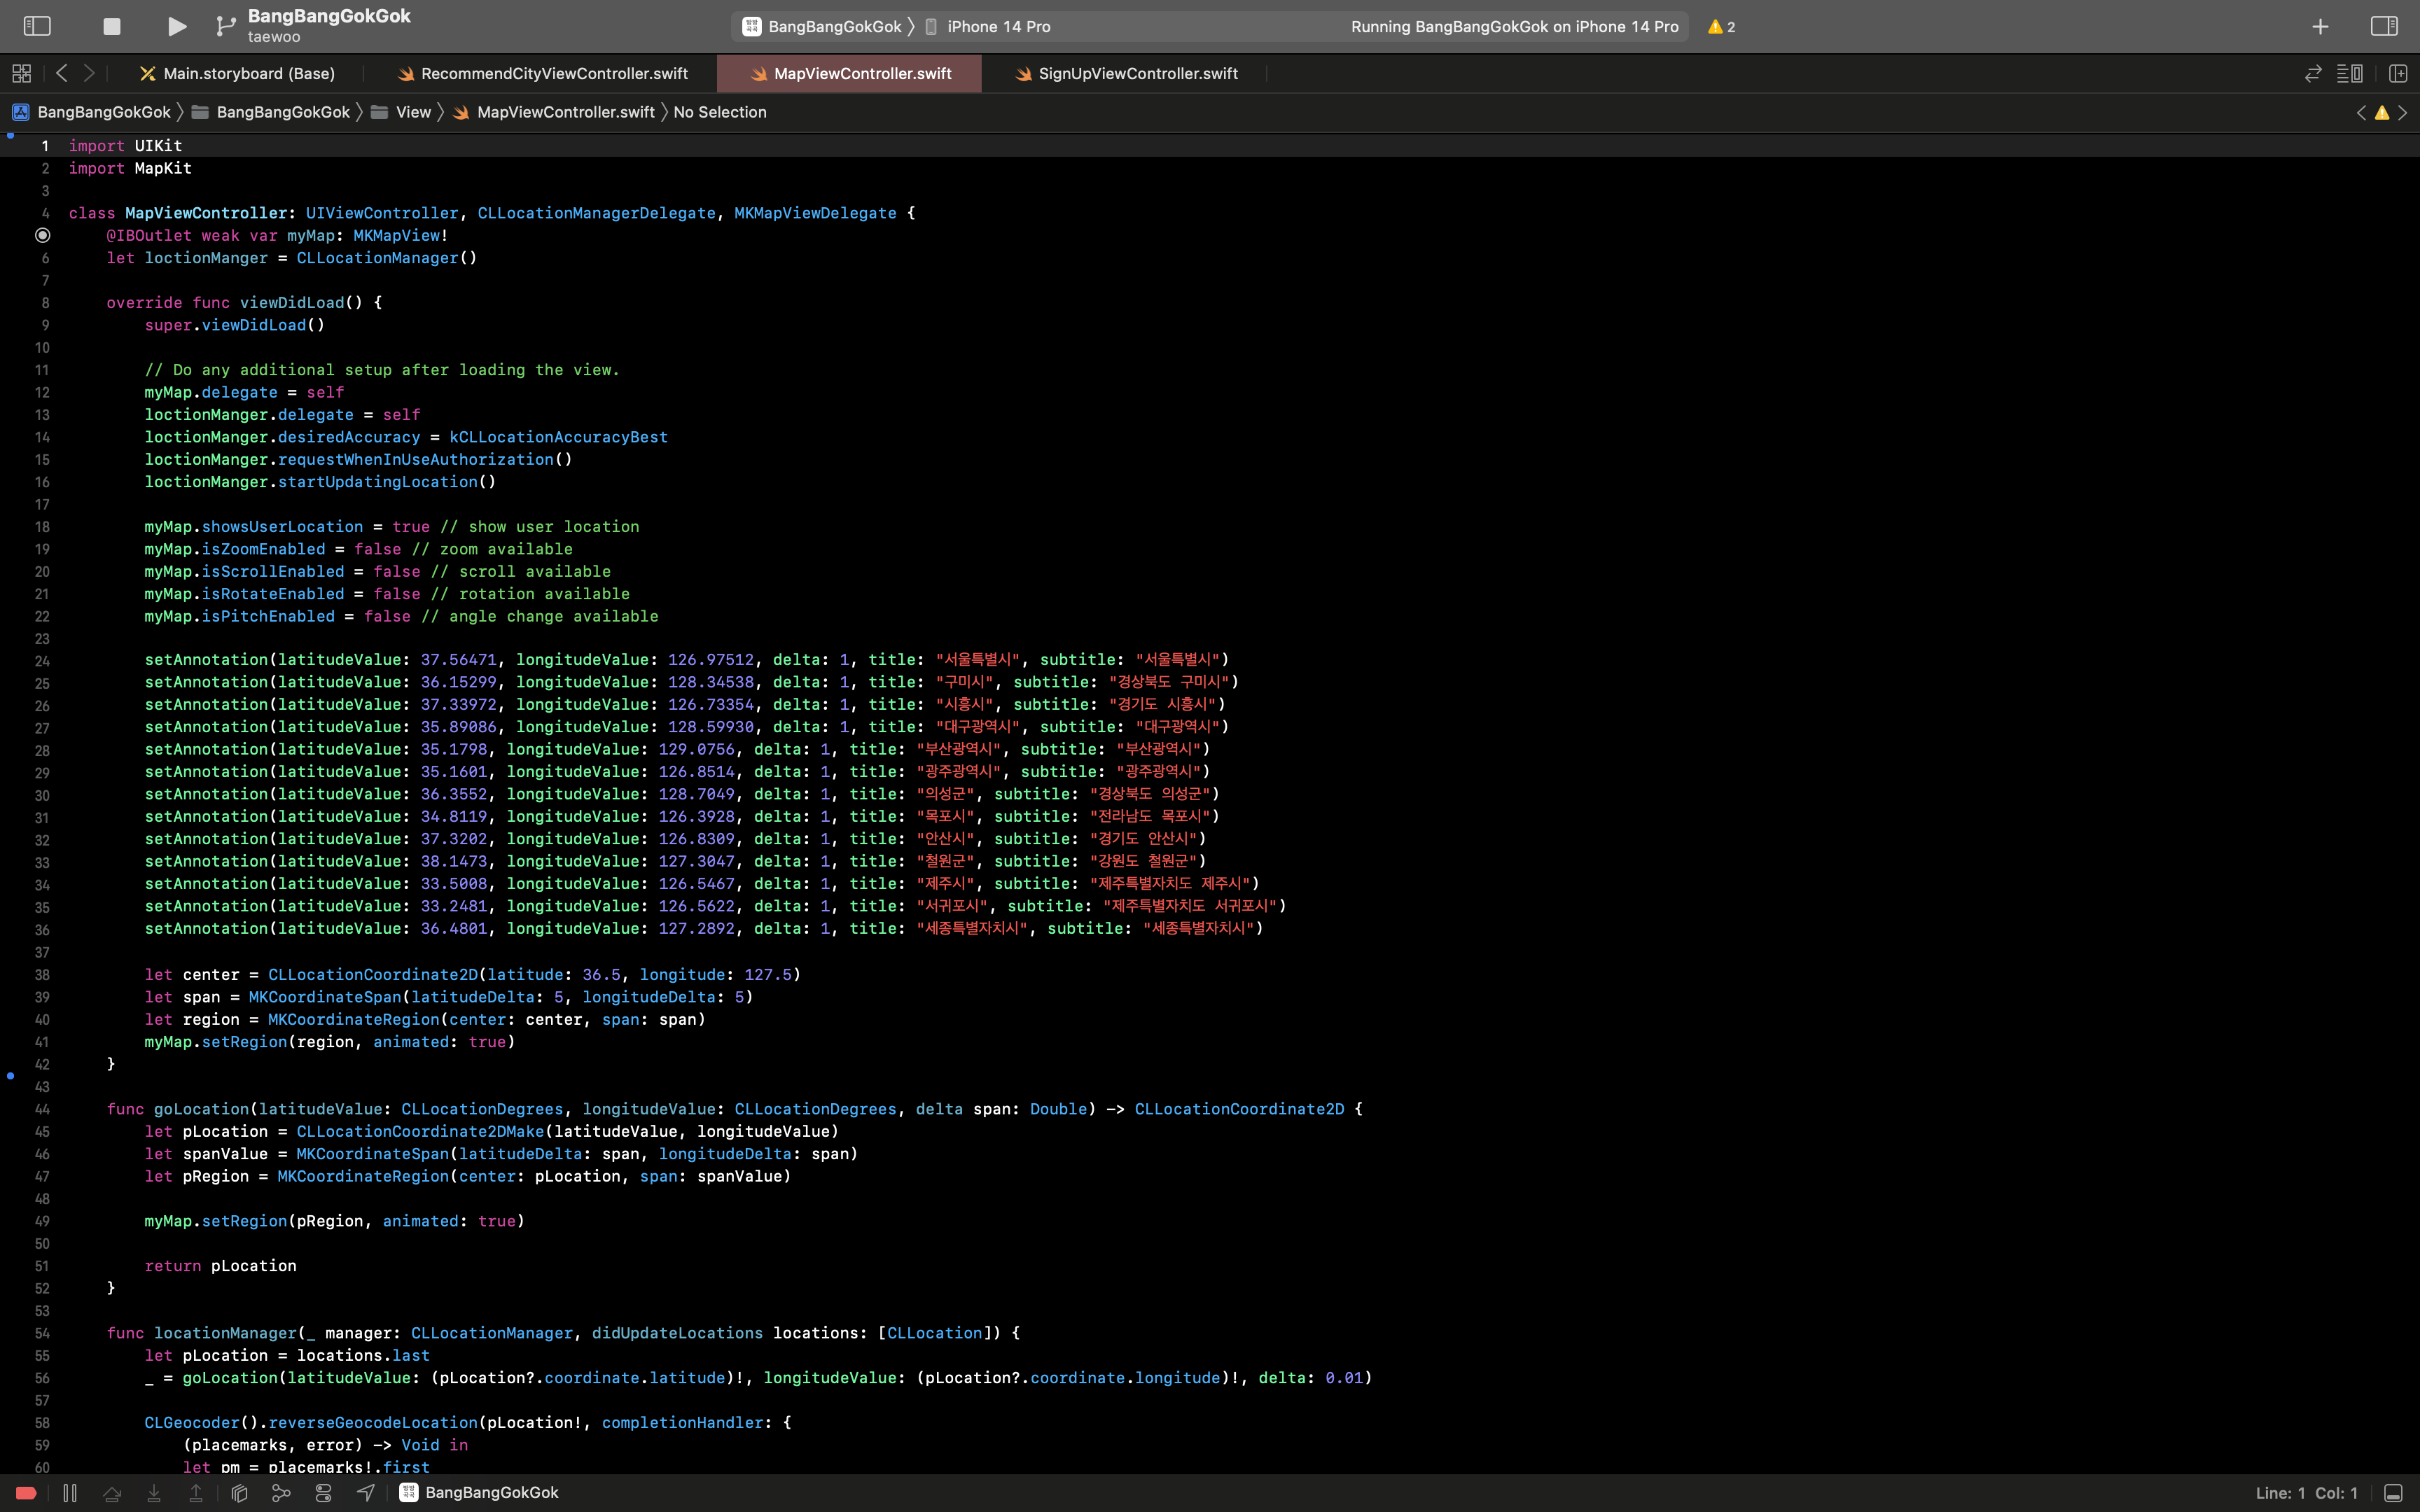 BangBangGokGok
taewoo
BangBangGokGok 〉 iPhone 14 Pro
Running BangBangGokGok on iPhone 14 Pro
2
Main.storyboard (Base)
RecommendCityViewController.swift
MapViewController.swift
SignUpViewController.swift
BangBangGokGok 〉 BangBangGokGok 〉 View 〉 MapViewController.swift 〉 No Selection
1 import UIKit
2 import MapKit
3
4 class MapViewController: UIViewController, CLLocationManagerDelegate, MKMapViewDelegate {
@IBOutlet weak var myMap: MKMapView!
6 let loctionManger = CLLocationManager()
7
8 override func viewDidLoad() {
9 super.viewDidLoad()
10
11 // Do any additional setup after loading the view.
12 myMap.delegate = self
13 loctionManger.delegate = self
14 loctionManger.desiredAccuracy = kCLLocationAccuracyBest
15 loctionManger.requestWhenInUseAuthorization()
16 loctionManger.startUpdatingLocation()
17
18 myMap.showsUserLocation = true // show user location
19 myMap.isZoomEnabled = false // zoom available
20 myMap.isScrollEnabled = false // scroll available
21 myMap.isRotateEnabled = false // rotation available
22 myMap.isPitchEnabled = false // angle change available
23
24 setAnnotation(latitudeValue: 37.56471, longitudeValue: 126.97512, delta: 1, title: "서울특별시", subtitle: "서울특별시")
25 setAnnotation(latitudeValue: 36.15299, longitudeValue: 128.34538, delta: 1, title: "구미시", subtitle: "경상북도 구미시")
26 setAnnotation(latitudeValue: 37.33972, longitudeValue: 126.73354, delta: 1, title: "시흥시", subtitle: "경기도 시흥시")
27 setAnnotation(latitudeValue: 35.89086, longitudeValue: 128.59930, delta: 1, title: "대구광역시", subtitle: "대구광역시")
28 setAnnotation(latitudeValue: 35.1798, longitudeValue: 129.0756, delta: 1, title: "부산광역시", subtitle: "부산광역시")
29 setAnnotation(latitudeValue: 35.1601, longitudeValue: 126.8514, delta: 1, title: "광주광역시", subtitle: "광주광역시")
30 setAnnotation(latitudeValue: 36.3552, longitudeValue: 128.7049, delta: 1, title: "의성군", subtitle: "경상북도 의성군")
31 setAnnotation(latitudeValue: 34.8119, longitudeValue: 126.3928, delta: 1, title: "목포시", subtitle: "전라남도 목포시")
32 setAnnotation(latitudeValue: 37.3202, longitudeValue: 126.8309, delta: 1, title: "안산시", subtitle: "경기도 안산시")
33 setAnnotation(latitudeValue: 38.1473, longitudeValue: 127.3047, delta: 1, title: "철원군", subtitle: "강원도 철원군")
34 setAnnotation(latitudeValue: 33.5008, longitudeValue: 126.5467, delta: 1, title: "제주시", subtitle: "제주특별자치도 제주시")
35 setAnnotation(latitudeValue: 33.2481, longitudeValue: 126.5622, delta: 1, title: "서귀포시", subtitle: "제주특별자치도 서귀포시")
36 setAnnotation(latitudeValue: 36.4801, longitudeValue: 127.2892, delta: 1, title: "세종특별자치시", subtitle: "세종특별자치시")
37
38 let center = CLLocationCoordinate2D(latitude: 36.5, longitude: 127.5)
39 let span = MKCoordinateSpan(latitudeDelta: 5, longitudeDelta: 5)
40 let region = MKCoordinateRegion(center: center, span: span)
41 myMap.setRegion(region, animated: true)
42 }
43
44 func goLocation(latitudeValue: CLLocationDegrees, longitudeValue: CLLocationDegrees, delta span: Double) -> CLLocationCoordinate2D {
45 let pLocation = CLLocationCoordinate2DMake(latitudeValue, longitudeValue)
46 let spanValue = MKCoordinateSpan(latitudeDelta: span, longitudeDelta: span)
47 let pRegion = MKCoordinateRegion(center: pLocation, span: spanValue)
48
49 myMap.setRegion(pRegion, animated: true)
50
51 return pLocation
52 }
53
54 func locationManager(_ manager: CLLocationManager, didUpdateLocations locations: [CLLocation]) {
55 let pLocation = locations.last
56 _ = goLocation(latitudeValue: (pLocation?.coordinate.latitude)!, longitudeValue: (pLocation?.coordinate.longitude)!, delta: 0.01)
57
58 CLGeocoder().reverseGeocodeLocation(pLocation!, completionHandler: {
59 (placemarks, error) -> Void in
60 let pm = placemarks!.first
BangBangGokGok
Line: 1 Col: 1